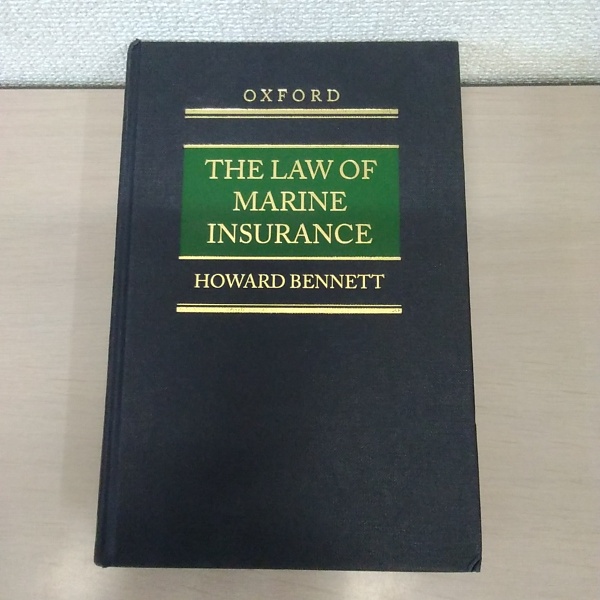 OXFORD
THE LAW OF
MARINE
INSURANCE
HOWARD BENNETT